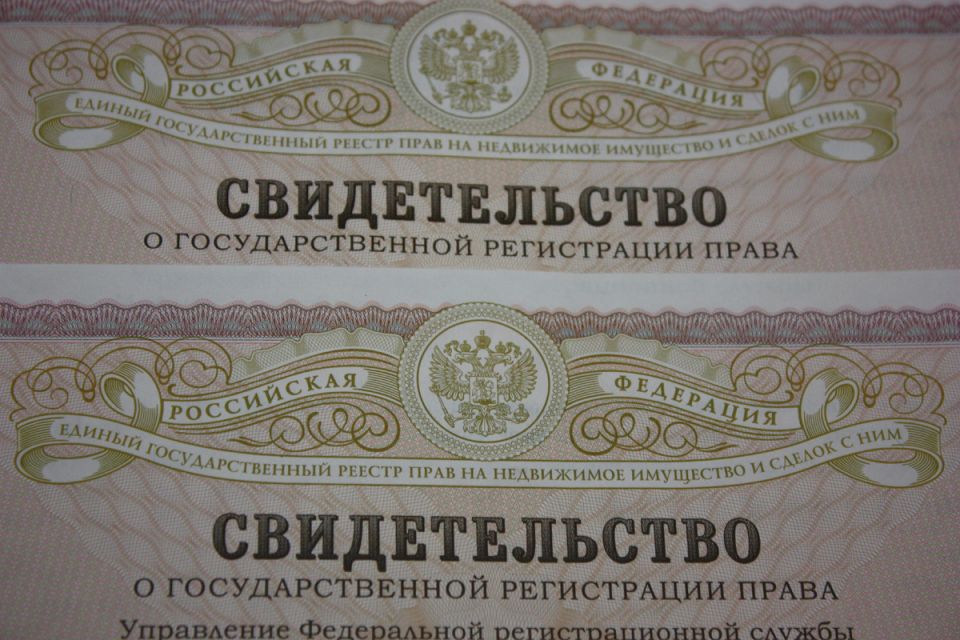 РОССИЙСКАЯ ФЕДЕРАЦИЯ
ЕДИНЫЙ ГОСУДАРСТВЕННЫЙ РЕЕСТР ПРАВ НА НЕДВИЖИМОЕ ИМУЩЕСТВО И СДЕЛОК С НИМ
СВИДЕТЕЛЬСТВО
О ГОСУДАРСТВЕННОЙ РЕГИСТРАЦИИ ПРАВА
РОССИЙСКАЯ ФЕДЕРАЦИЯ
ЕДИНЫЙ ГОСУДАРСТВЕННЫЙ РЕЕСТР ПРАВ НА НЕДВИЖИМОЕ ИМУЩЕСТВО И СДЕЛОК С НИМ
СВИДЕТЕЛЬСТВО
О ГОСУДАРСТВЕННОЙ РЕГИСТРАЦИИ ПРАВА
Управление Федеральной регистрационной службы